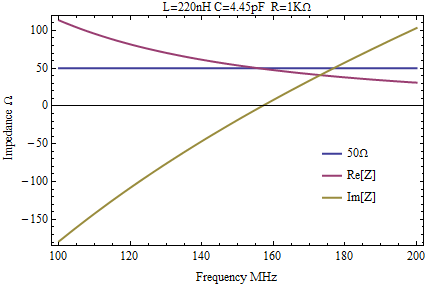 L=220nH C=4.45pF R=1KΩ
Impedance Ω
100
50
0
-50
-100
-150
50Ω
Re[Z]
Im[Z]
100 120 140 160 180 200
Frequency MHz